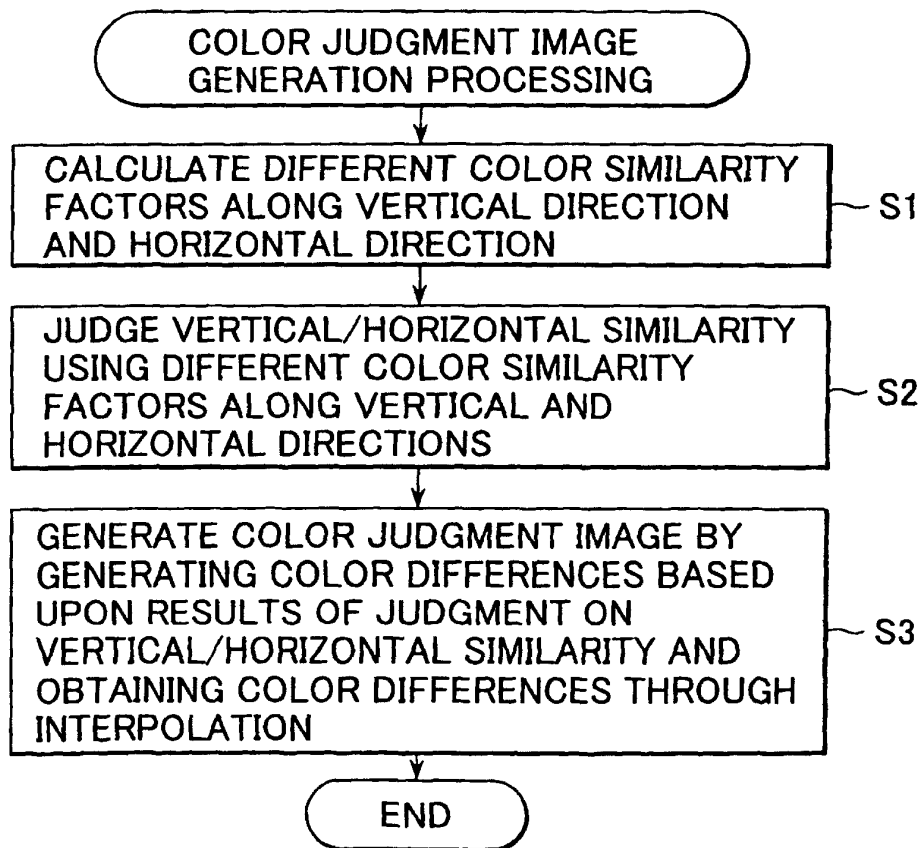 COLOR JUDGMENT IMAGE
GENERATION PROCESSING
CALCULATE DIFFERENT COLOR SIMILARITY
FACTORS ALONG VERTICAL DIRECTION
AND HORIZONTAL DIRECTION
S1
JUDGE VERTICAL/HORIZONTAL SIMILARITY
USING DIFFERENT COLOR SIMILARITY
FACTORS ALONG VERTICAL AND
HORIZONTAL DIRECTIONS
S2
GENERATE COLOR JUDGMENT IMAGE BY
GENERATING COLOR DIFFERENCES BASED
UPON RESULTS OF JUDGMENT ON
VERTICAL/HORIZONTAL SIMILARITY AND
OBTAINING COLOR DIFFERENCES THROUGH
INTERPOLATION
S3
END